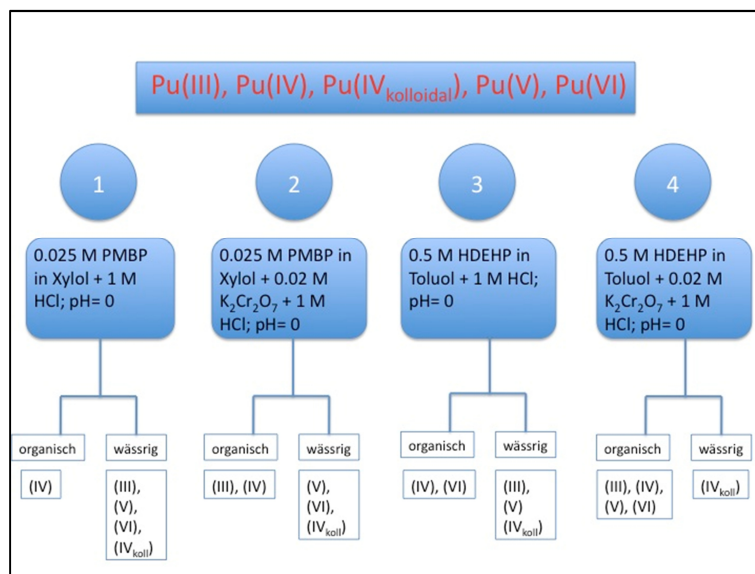 Pu(III), Pu(IV), Pu(IVkolloidal), Pu(V), Pu(VI)
1
2
3
4
0.025 M PMBP
in Xylol + 1 M
HCl; pH= 0
0.025 M PMBP in
Xylol + 0.02 M
K2Cr2O7 + 1 M
HCl; pH= 0
0.5 M HDEHP in
Toluol + 1 M HCl;
pH= 0
0.5 M HDEHP in
Toluol + 0.02 M
K2Cr2O7 + 1 M
HCl; pH= 0
organisch
wässrig
organisch
wässrig
organisch
wässrig
organisch
wässrig
(IV)
(III),
(V),
(VI),
(IVkoll)
(III), (IV)
(V),
(VI),
(IVkoll)
(IV), (VI)
(III),
(V)
(IVkoll)
(III), (IV),
(V), (VI)
(IVkoll)